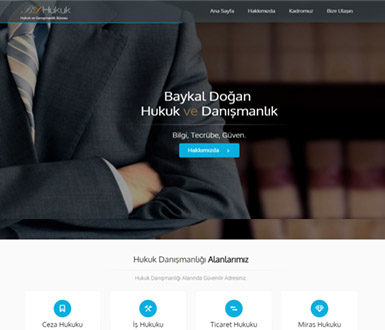 Hukuk
Hukuk ve Danışmanlık Bürosu
Ana Sayfa
Hakkımızda
Kadromuz
Bize Ulaşın
Baykal Doğan
Hukuk ve Danışmanlık
Bilgi, Tecrübe, Güven.
Hakkımızda
Hukuk Danışmanlığı Alanlarımız
Hukuk Danışmanlığı Alanında Güvenilir Adresiniz.
Ceza Hukuku
İş Hukuku
Ticaret Hukuku
Miras Hukuku